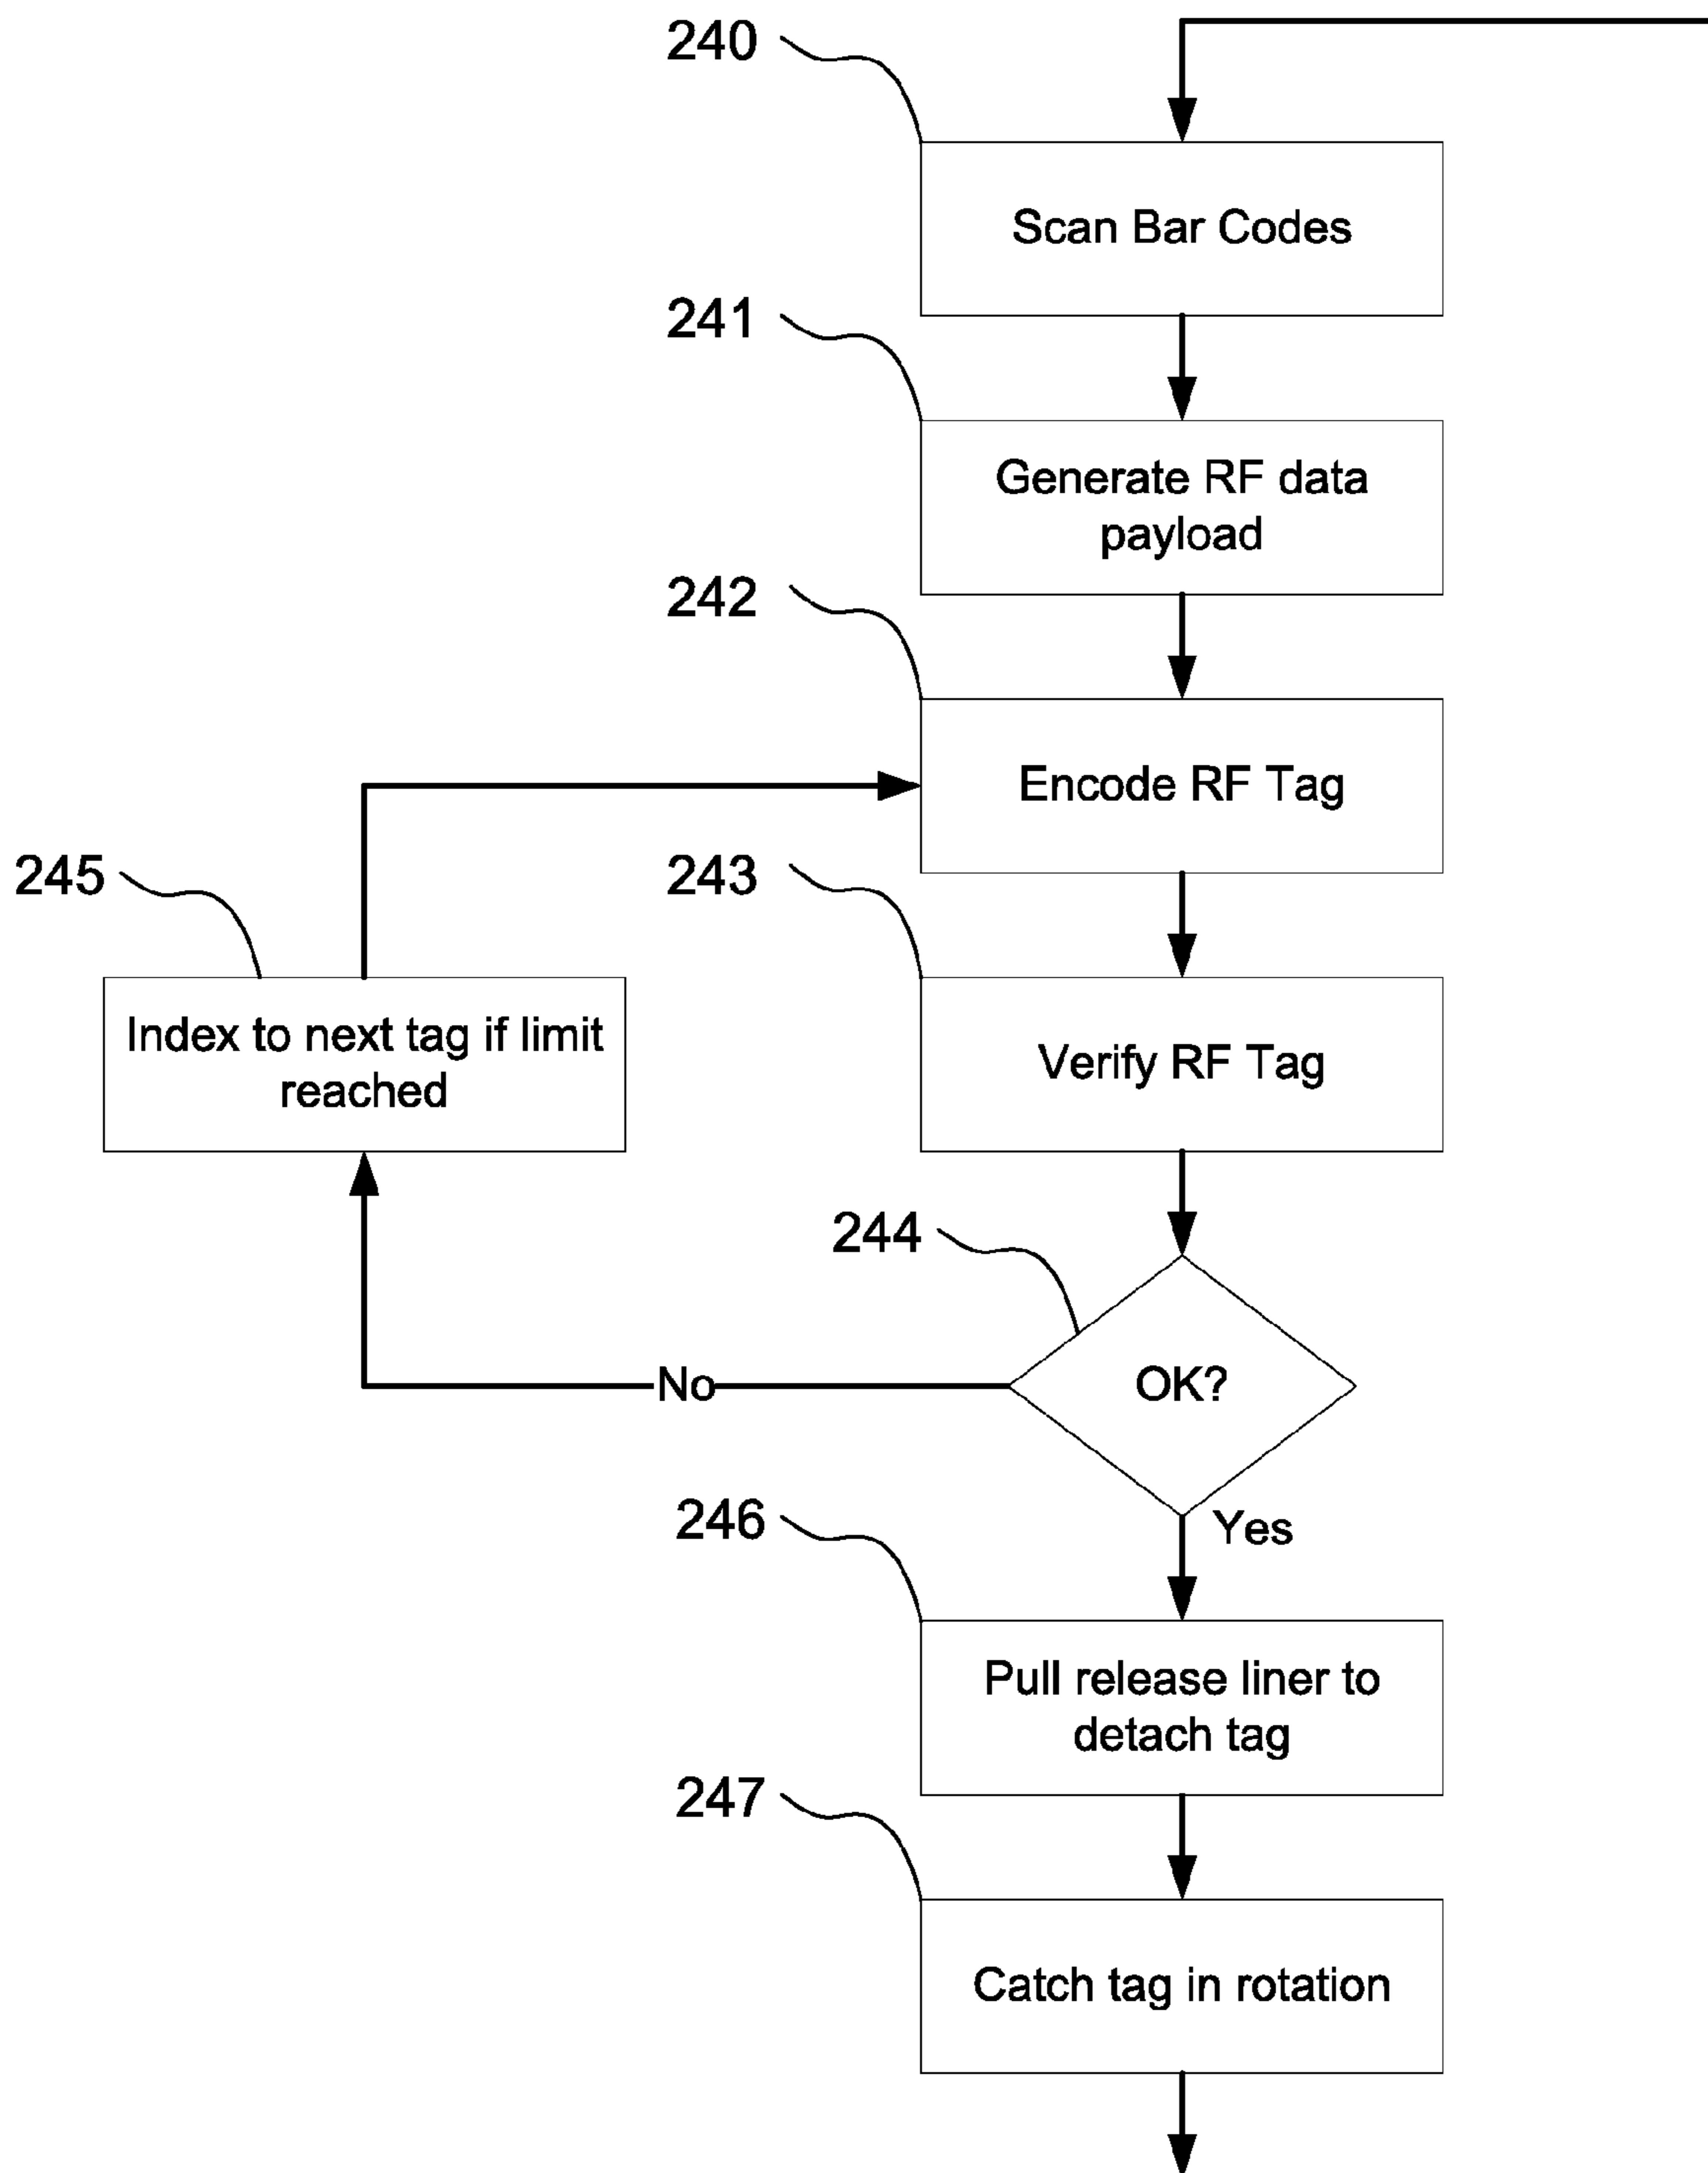 240
Scan Bar Codes
241
Generate RF data
payload
242
Encode RF Tag
245
243
Index to next tag if limit
reached
Verify RF Tag
244
No
OK?
Yes
246
Pull release liner to
detach tag
247
Catch tag in rotation